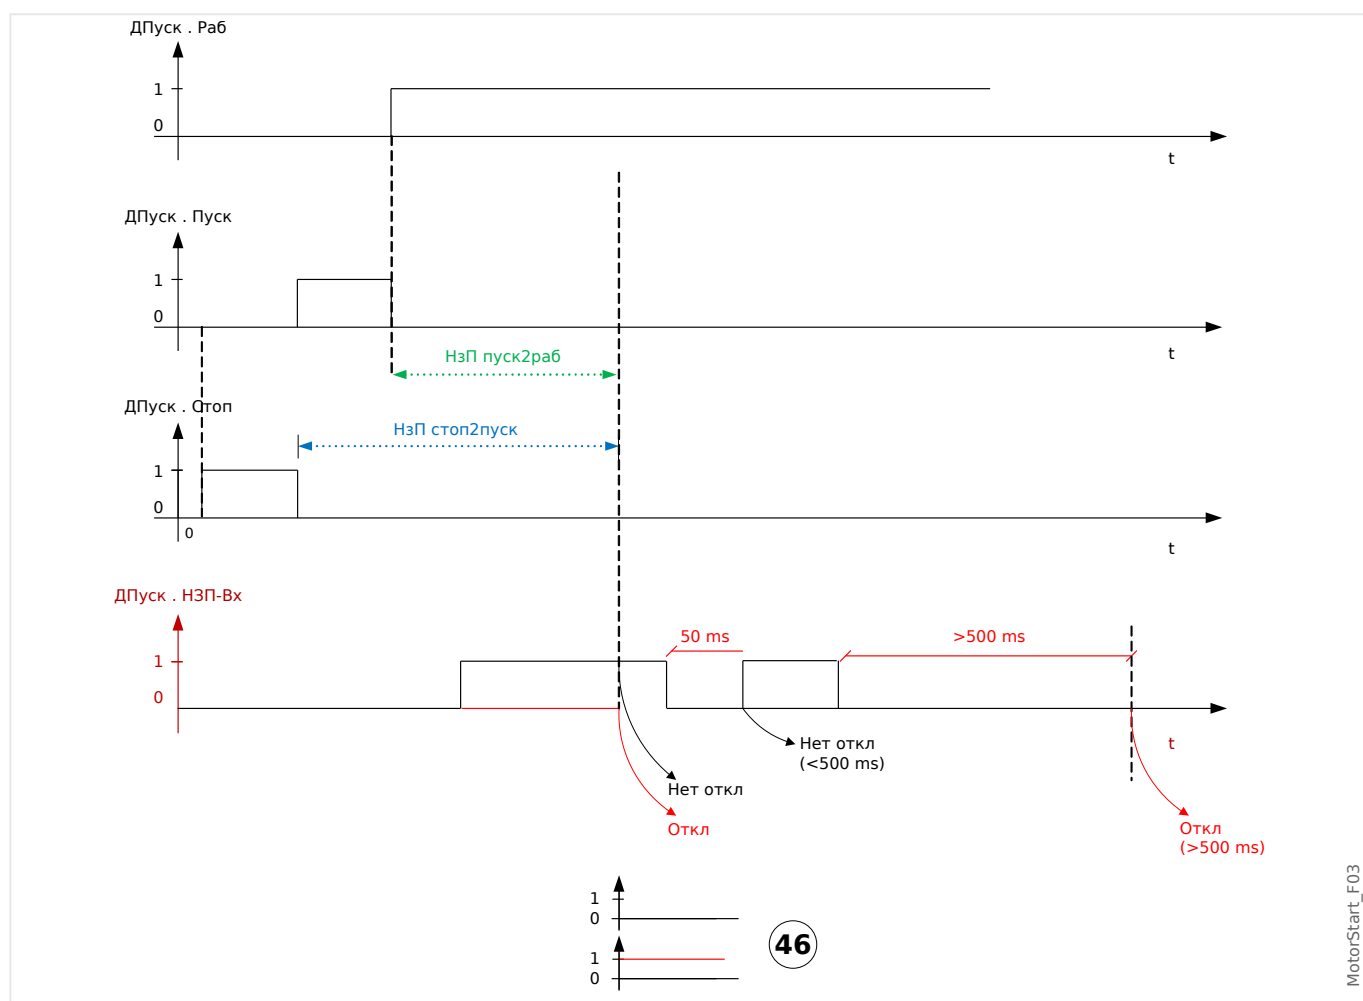 ДПуск . Раб
1
0
t
ДПуск . Пуск
1
0
t
НзП пуск2раб
ДПуск . Стоп
НзП стоп2пуск
1
0
0
t
ДПуск . НЗП-Вх
50 ms
>500 ms
1
0
t
Нет откл
(<500 ms)
Нет откл
Откл
Откл
(>500 ms)
1
0
46
1
0
MotorStart_F03